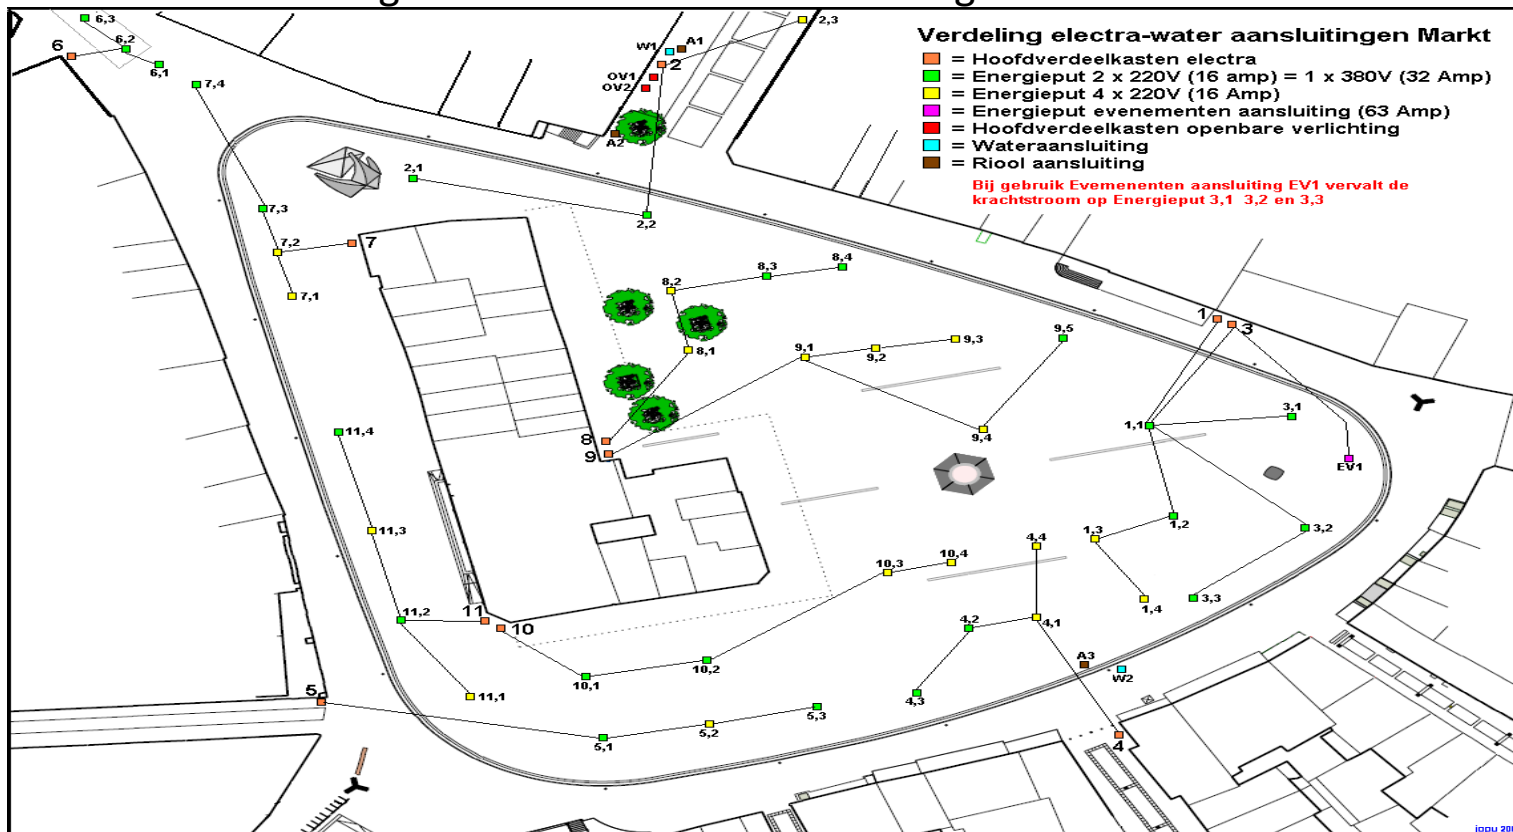 Verdeling electra-water aansluitingen Markt
= Hoofdverdeelkasten electra
= Energieput 2 x 220V (16 amp) = 1 x 380V (32 Amp)
= Energieput 4 x 220V (16 Amp)
= Energieput evenementen aansluiting (63 Amp)
= Hoofdverdeelkasten openbare verlichting
= Wateraansluiting
= Riool aansluiting
Bij gebruik Evemenenten aansluiting EV1 vervalt de
krachtstroom op Energieput 3,1 3,2 en 3,3
6,3
6
6,2
6,1
7,4
2,3
W1
A1
2
OV1
OV2
A2
2,1
2,2
7,3
7,2
7
7,1
8,4
8,3
8,2
8,1
1
3
9,5
9,3
9,2
9,1
9,4
3,1
1,1
8
9
EV1
11,4
11,3
1,2
3,2
1,3
4,4
10,4
10,3
1,4
3,3
11,2
11
10
4,2
4,1
A3
W2
10,2
10,1
11,1
4,3
5
5,3
5,2
5,1
4